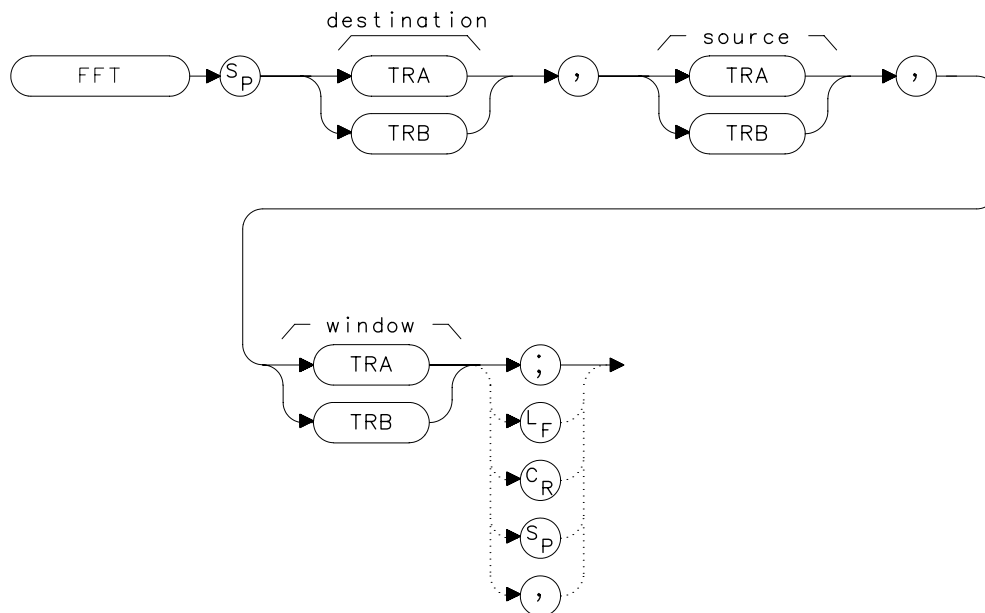 destination
source
FFT SP TRA , TRA ,
TRB TRB
window
TRA ;
TRB LF
CR
SP
,